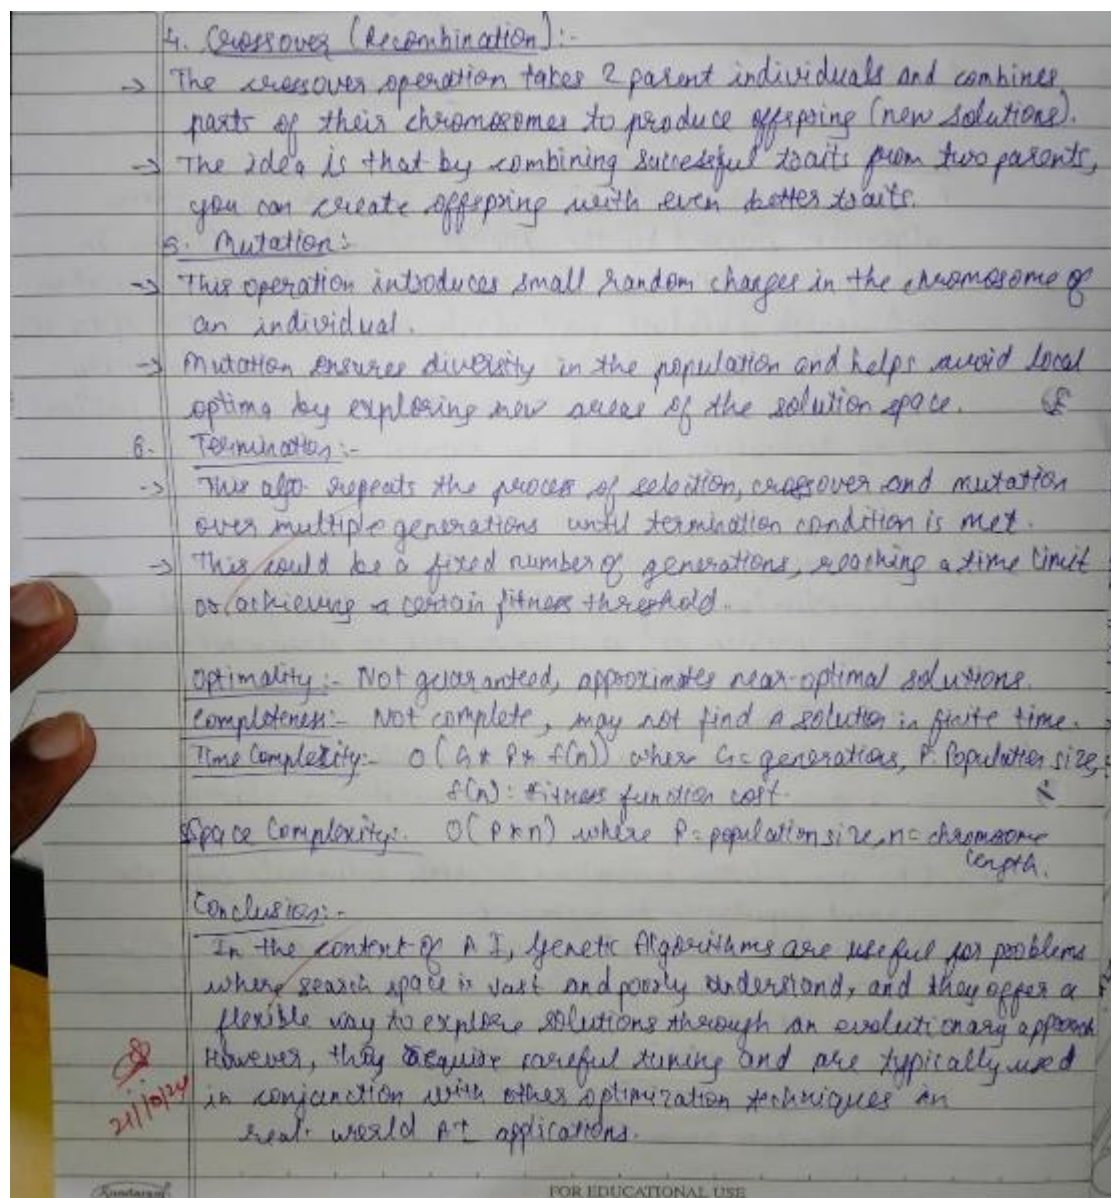 4. Crossover (Recombination):-
→ The crossover operation takes 2 parent individuals and combines
parts of their chromosomes to produce offspring (new solutions).
→ The idea is that by combining successful traits from two parents,
you can create offspring with even better traits.
5. Mutation:-
→ This operation introduces small random changes in the chromosome of
an individual.
→ Mutation ensures diversity in the population and helps avoid local
optima by exploring new areas of the solution space.
6. Termination:-
→ This algo repeats the process of selection, crossover and mutation
over multiple generations until termination condition is met.
→ This could be a fixed number of generations, reaching a time limit
or achieving a certain fitness threshold.
Optimality:- Not guaranteed, approximates near-optimal solutions.
Completeness:- Not complete, may not find a solution in finite time.
Time Complexity:- O(G* P* f(n)) where G= generations, P: Population size,
f(n): Fitness function cost.
Space Complexity:- O(P*n) where P= population size, n= chromosome
length.
Conclusion:-
In the content of AI, Genetic Algorithms are useful for problems
where search space is vast and poorly understand, and they offer a
flexible way to explore solutions through an evolutionary approach
However, they require careful tuning and are typically used
in conjunction with other optimization techniques in
real-world AI applications.
21/10/24
Sundaram
FOR EDUCATIONAL USE